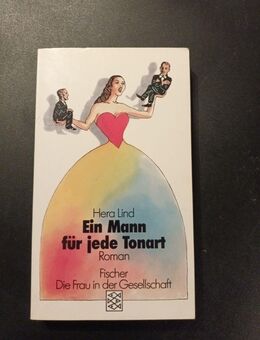 Hera Lind
Ein Mann
für jede Tonart
Roman
Fischer
Die Frau in der Gesellschaft